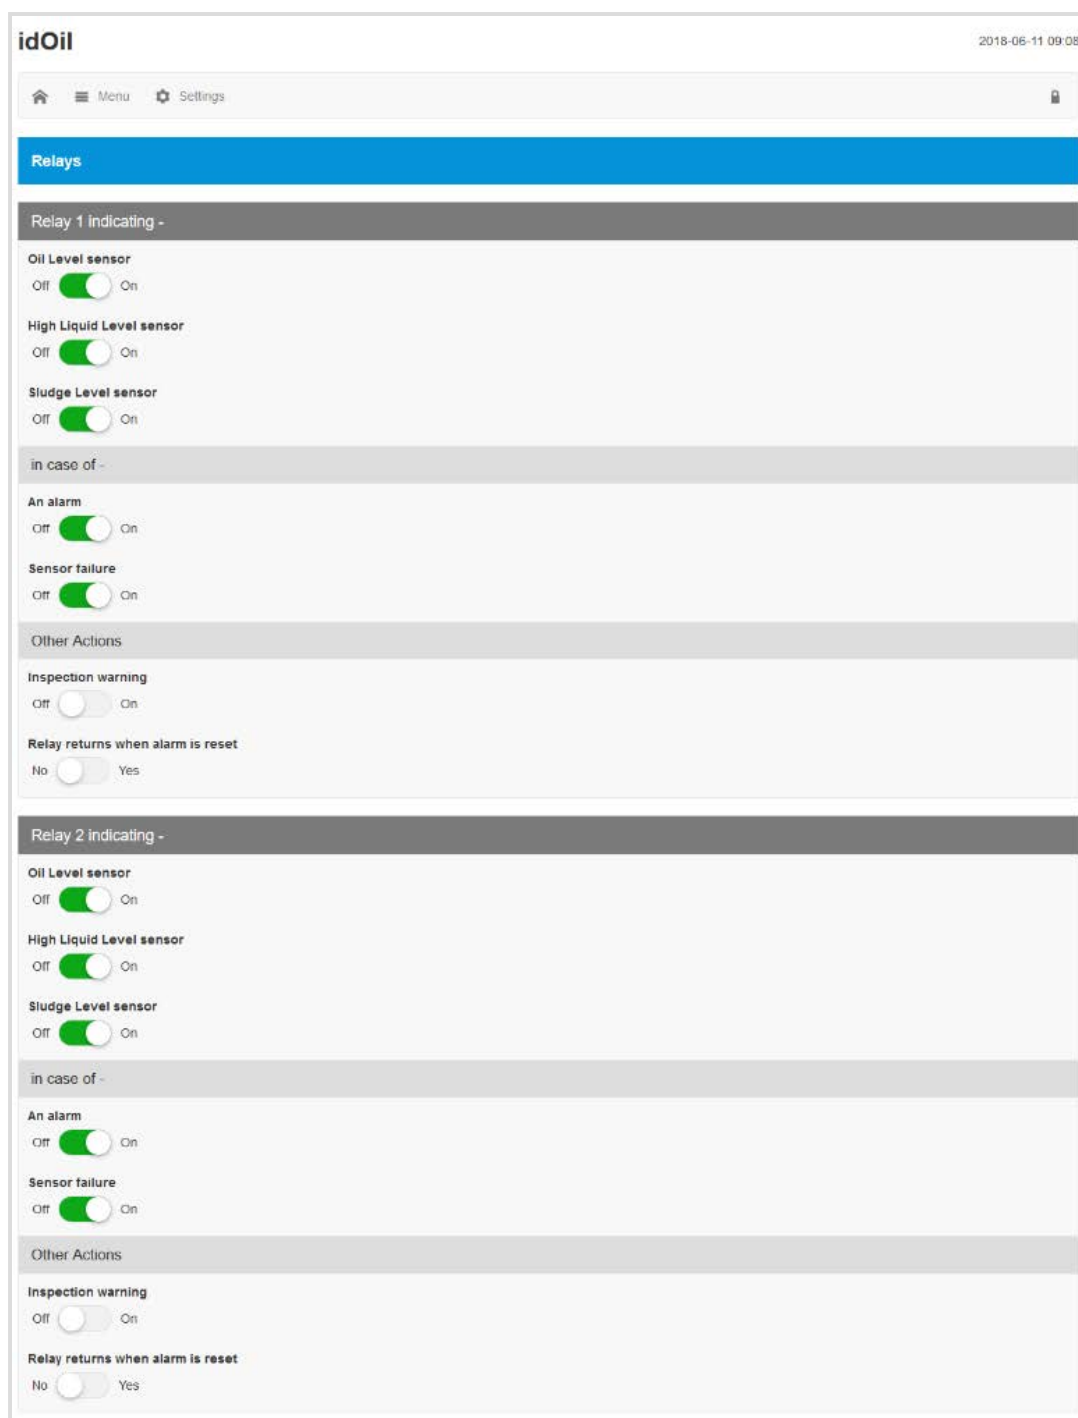 idOil
2018-06-11 09:08
Menu Settings
Relays
Relay 1 indicating -
Oil Level sensor
Off On
High Liquid Level sensor
Off On
Sludge Level sensor
Off On
in case of -
An alarm
Off On
Sensor failure
Off On
Other Actions
Inspection warning
Off On
Relay returns when alarm is reset
No Yes
Relay 2 indicating -
Oil Level sensor
Off On
High Liquid Level sensor
Off On
Sludge Level sensor
Off On
in case of -
An alarm
Off On
Sensor failure
Off On
Other Actions
Inspection warning
Off On
Relay returns when alarm is reset
No Yes